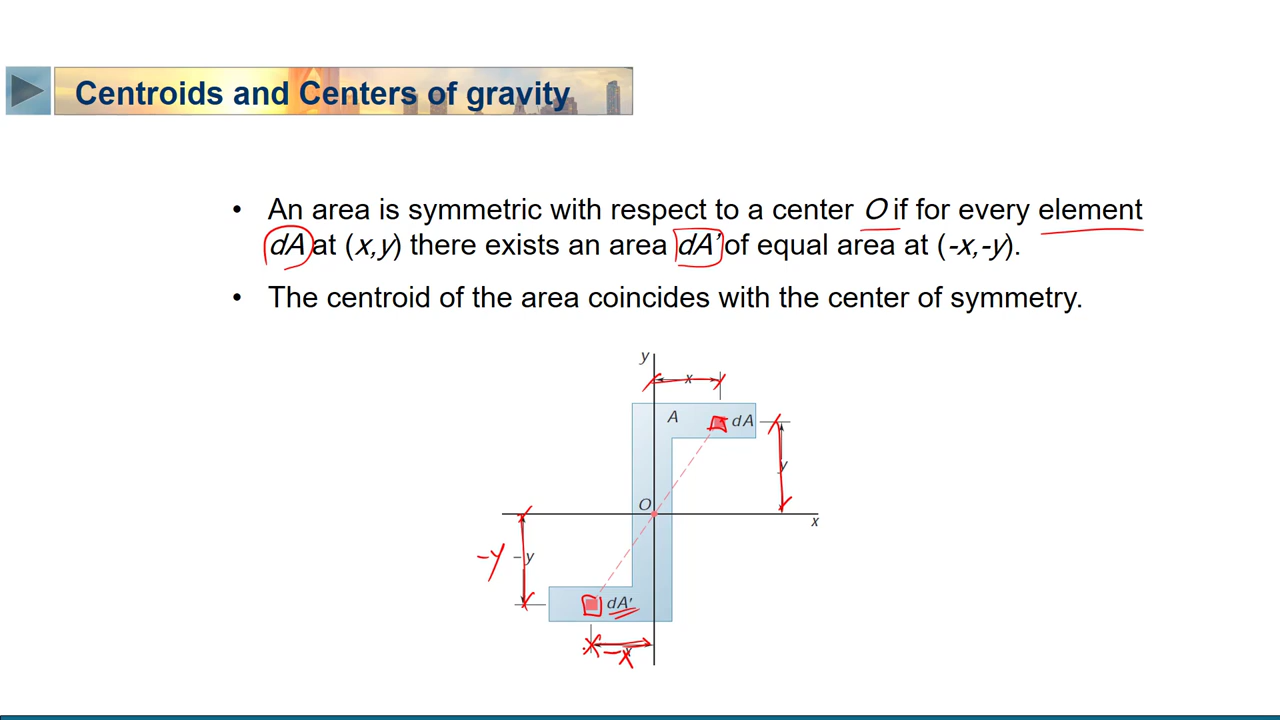 Centroids and Centers of gravity
• An area is symmetric with respect to a center O if for every element
dA at (x,y) there exists an area dA’ of equal area at (-x,-y).
• The centroid of the area coincides with the center of symmetry.
y
x
A
dA
y
O
x
-y
-y
dA'
-x